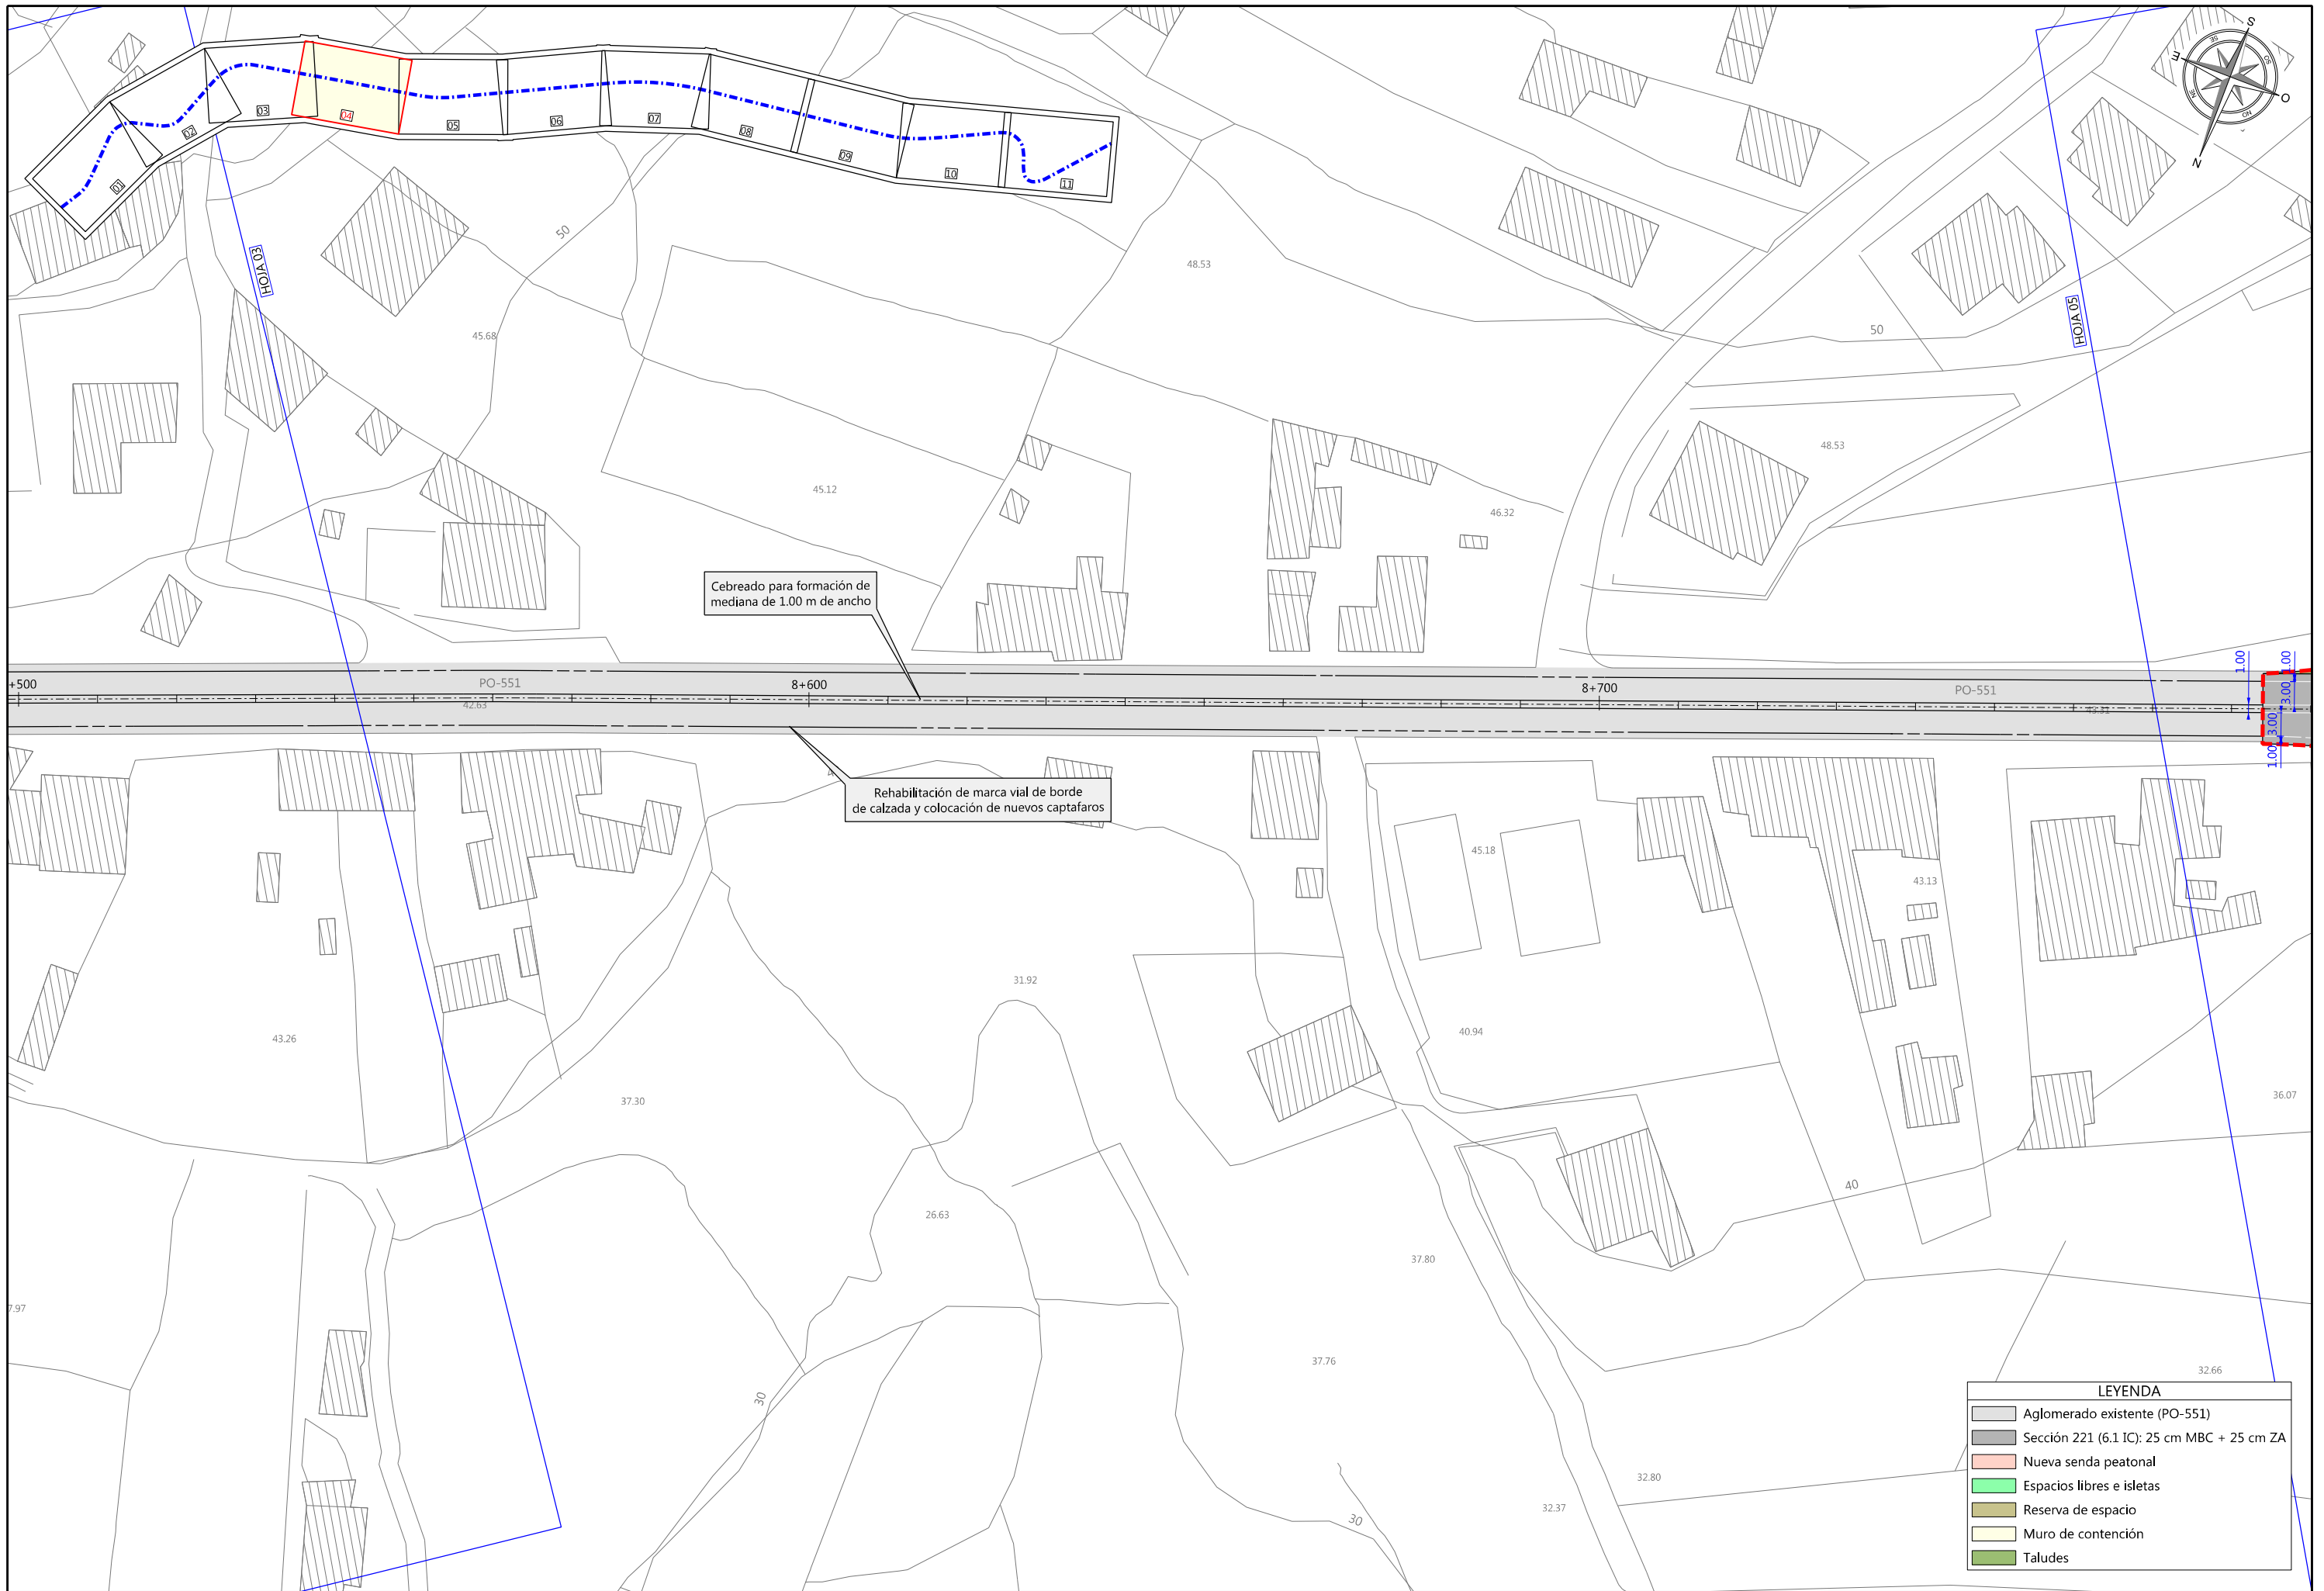 S
SE
SO
E
O
NE
NO
N
01
02
03
04
05
06
07
08
09
10
11
HOJA 03
50
48.53
45.68
50
HOJA 05
48.53
45.12
46.32
Cebreado para formación de
mediana de 1.00 m de ancho
+500
PO-551
8+600
8+700
PO-551
42.63
1.00
1.00
3.00
3.00
1.00
Rehabilitación de marca vial de borde
de calzada y colocación de nuevos captafaros
45.18
43.13
31.92
40.94
43.26
37.30
36.07
40
26.63
37.80
7.97
37.76
32.66
30
32.80
32.37
30
LEYENDA
Aglomerado existente (PO-551)
Sección 221 (6.1 IC): 25 cm MBC + 25 cm ZA
Nueva senda peatonal
Espacios libres e isletas
Reserva de espacio
Muro de contención
Taludes